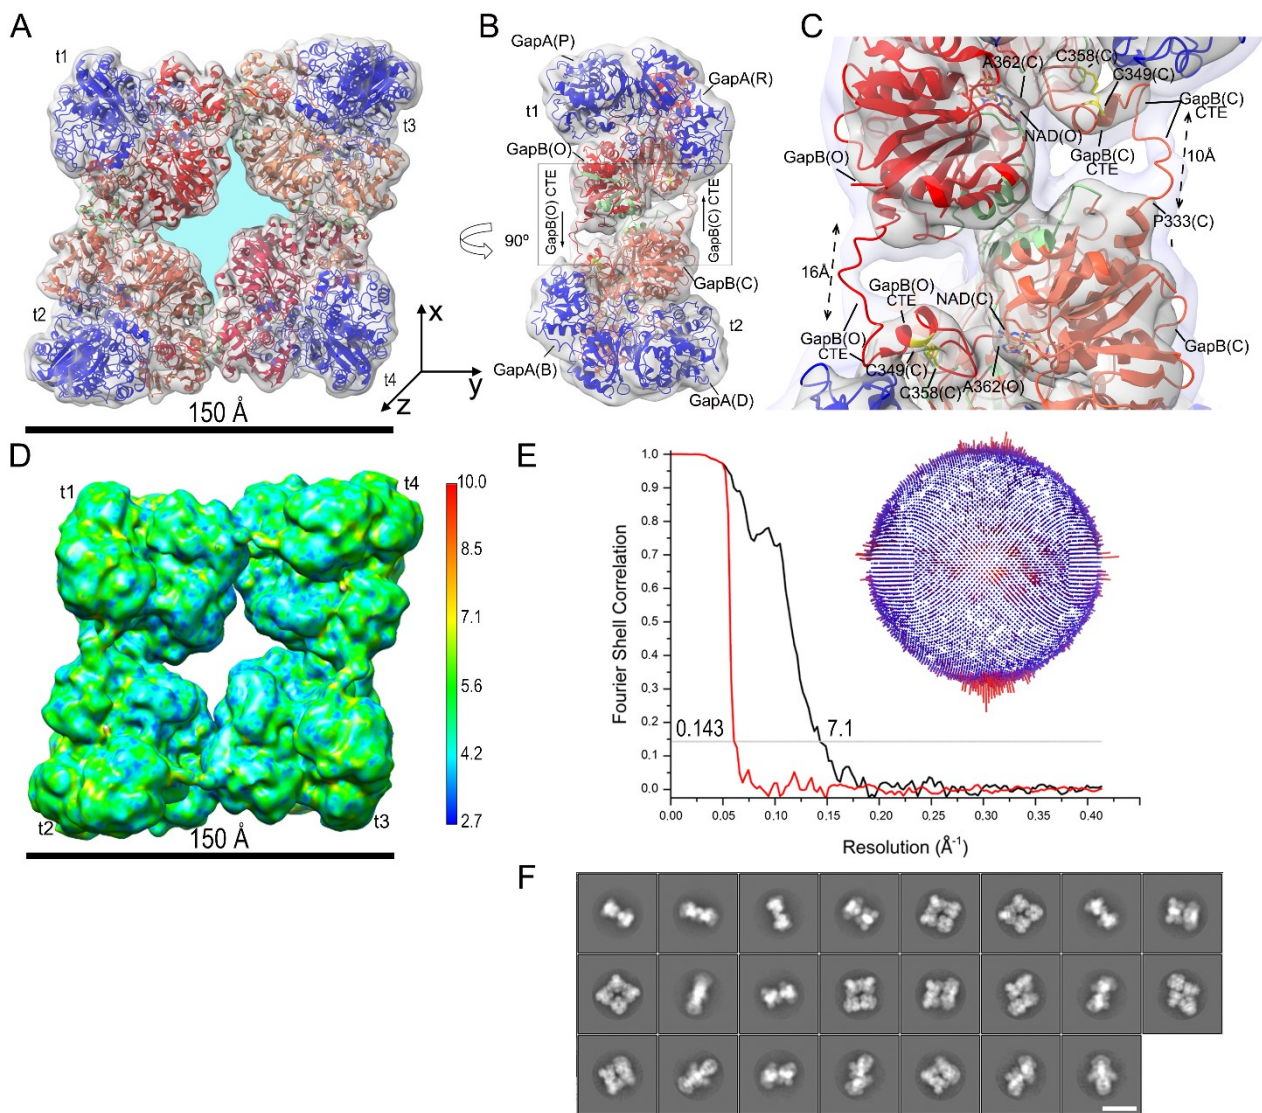 A
t1
t3
t2
t4
x
y
z
150 Å
90º
B
GapA(P)
GapA(R)
t1
GapB(O)
GapB(O) CTE
GapB(C) CTE
GapB(C)
t2
GapA(B)
GapA(D)
C
A362(C)
C358(C)
C349(C)
GapB(C)
CTE
NAD(O)
GapB(C)
CTE
10Å
GapB(O)
P333(C)
16Å
GapB(O)
CTE
NAD(C)
GapB(O)
CTE
C349(C)
C358(C)
A362(O)
GapB(C)
D
t1
t4
t2
t3
150 Å
10.0
8.5
7.1
5.6
4.2
2.7
E
Fourier Shell Correlation
1.0
0.9
0.8
0.7
0.6
0.5
0.4
0.3
0.2
0.1
0.0
0.143
7.1
0.00
0.05
0.10
0.15
0.20
0.25
0.30
0.35
0.40
Resolution (Å⁻¹)
F